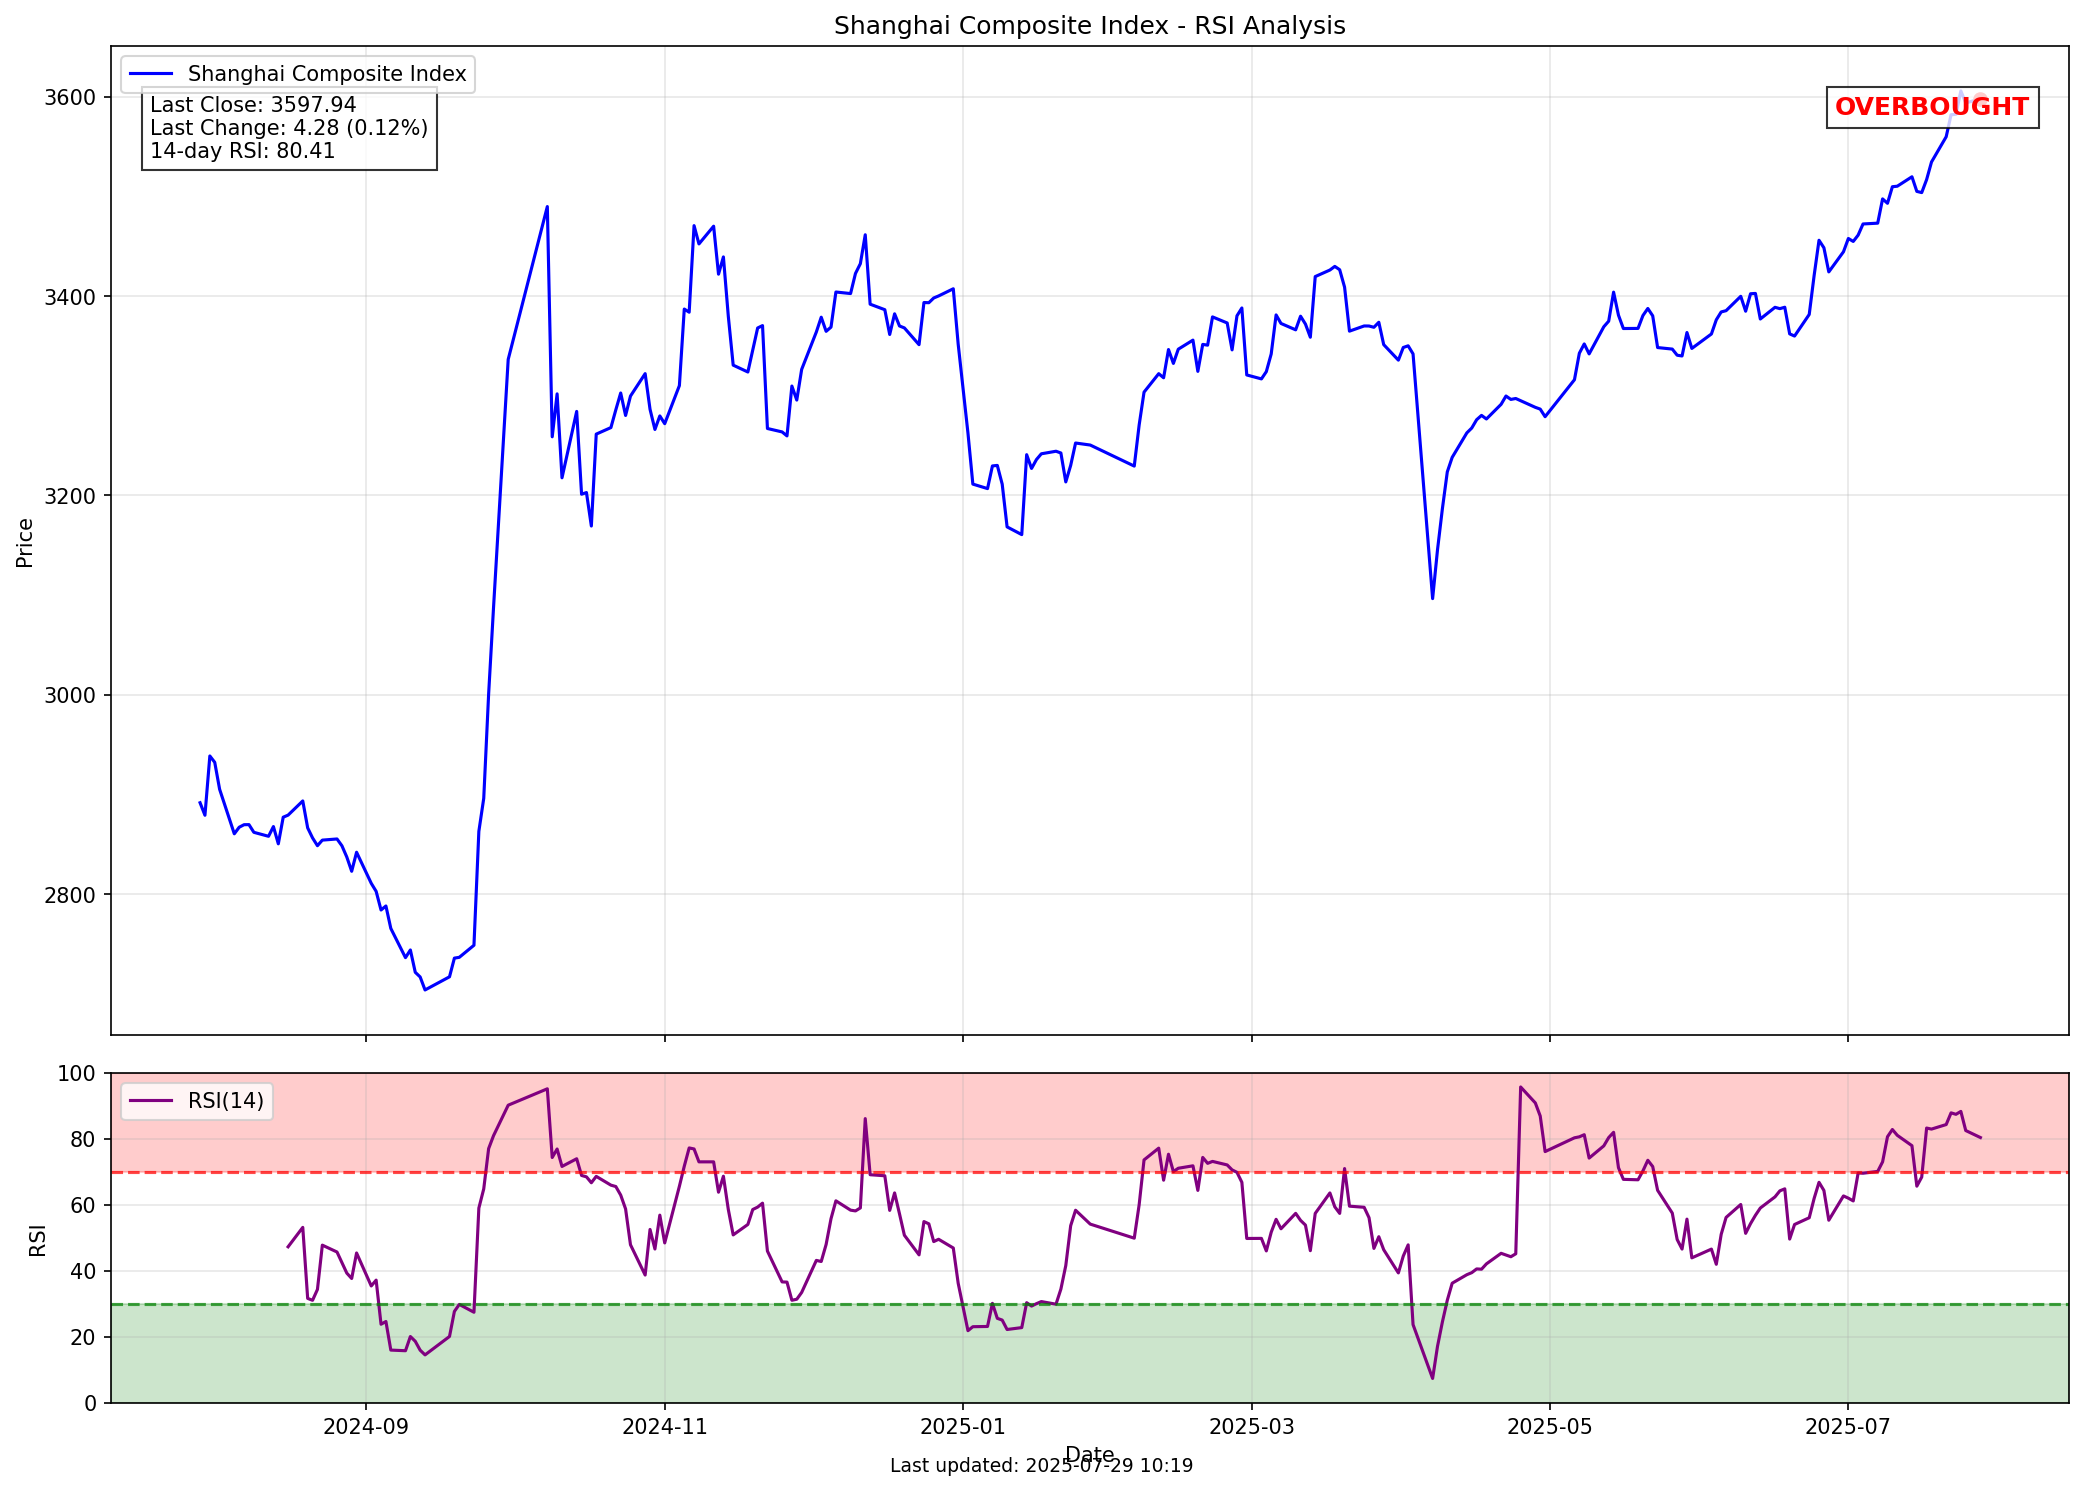 Shanghai Composite Index - RSI Analysis
Shanghai Composite Index
Last Close: 3597.94
Last Change: 4.28 (0.12%)
14-day RSI: 80.41
OVERBOUGHT
Price
3600
3400
3200
3000
2800
RSI(14)
RSI
100
80
60
40
20
0
2024-09
2024-11
2025-01
2025-03
2025-05
2025-07
Date
Last updated: 2025-07-29 10:19